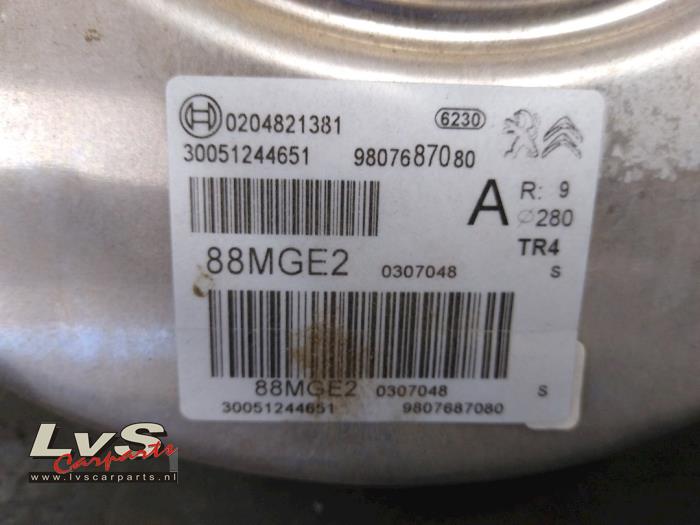 0204821381 6230
30051244651 9807687080
A R: 9
⌀280
TR4
88MGE2 0307048 S
88MGE2 0307048 S
30051244651 9807687080
LvS
Carparts
www.lvscarparts.nl